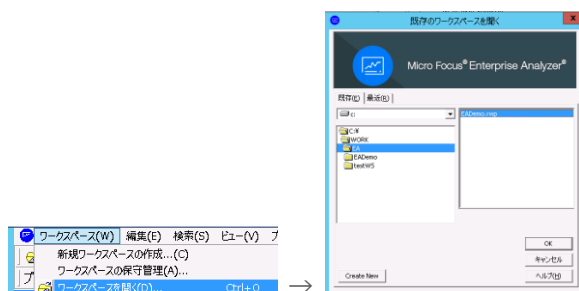 ワークスペース(W) 編集(E) 検索(S) ビュー(V)
新規ワークスペースの作成...(C)
ワークスペースの保守管理(A)...
ワークスペースを開く(O)... Ctrl+O
→
既存のワークスペースを開く
x
Micro Focus® Enterprise Analyzer®
既存(E) 最近(R)
c:
EADemo.rwp
C:¥
WORK
EA
EADemo
testWS
OK
キャンセル
Create New
ヘルプ(H)